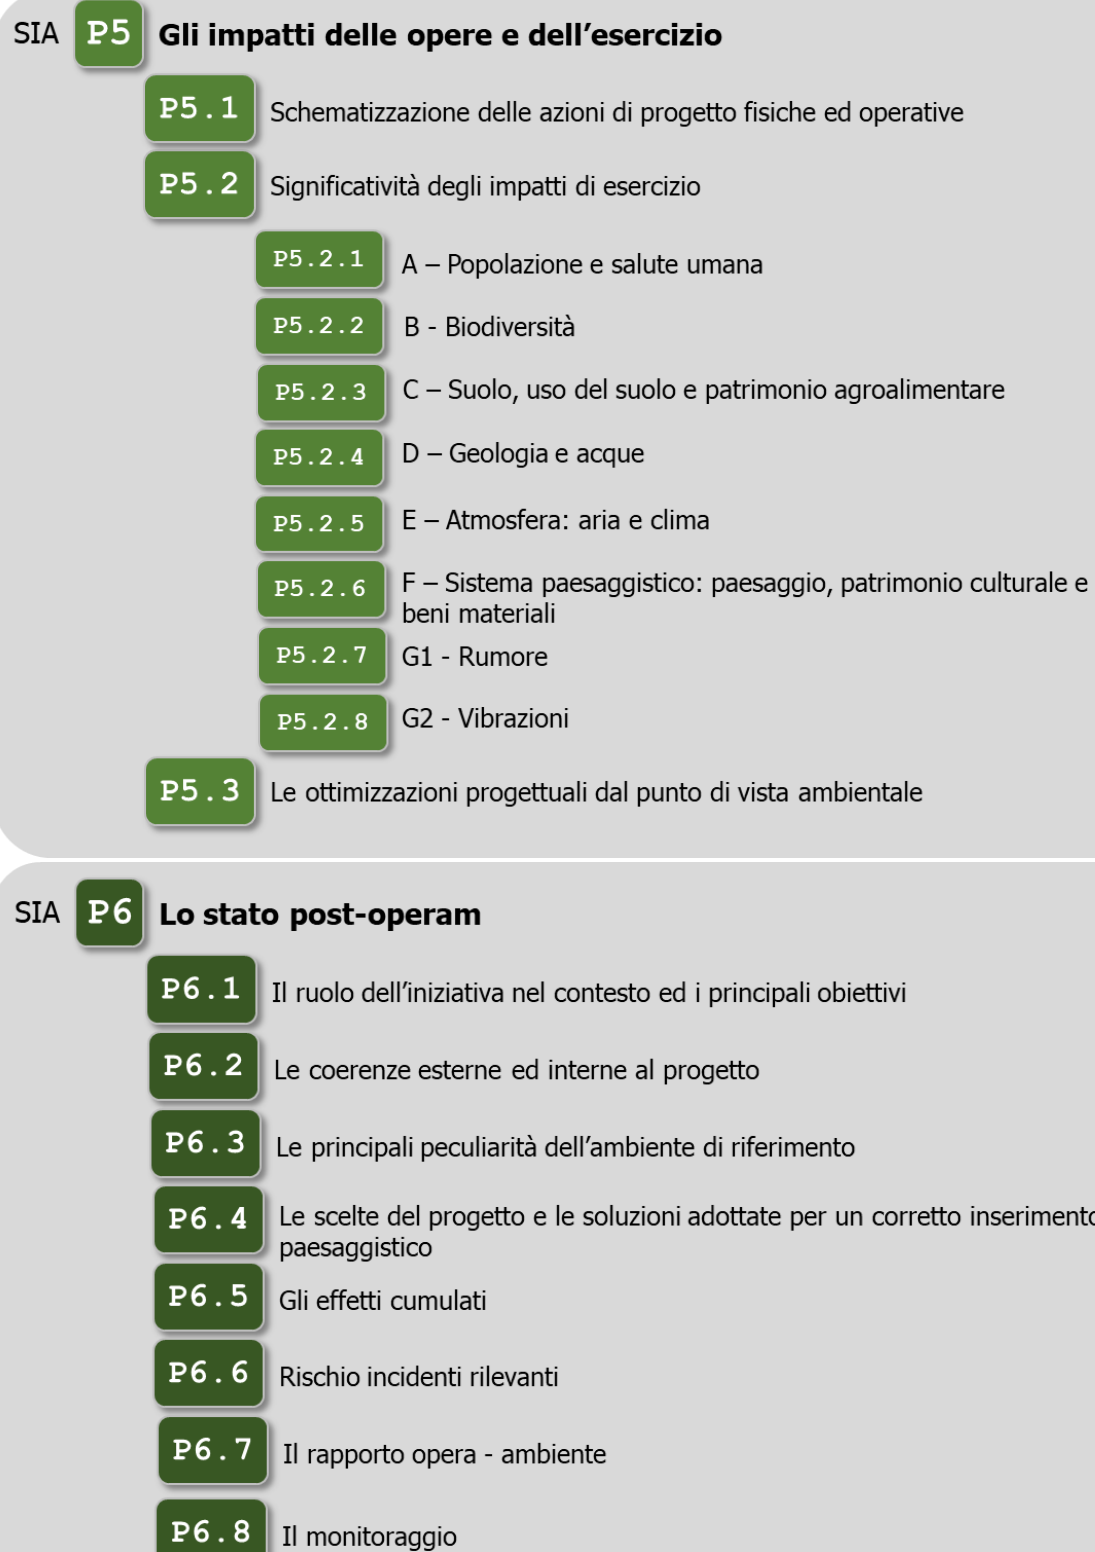 SIA P5 Gli impatti delle opere e dell’esercizio
P5.1 Schematizzazione delle azioni di progetto fisiche ed operative
P5.2 Significatività degli impatti di esercizio
P5.2.1 A – Popolazione e salute umana
P5.2.2 B - Biodiversità
P5.2.3 C – Suolo, uso del suolo e patrimonio agroalimentare
P5.2.4 D – Geologia e acque
P5.2.5 E – Atmosfera: aria e clima
P5.2.6 F – Sistema paesaggistico: paesaggio, patrimonio culturale e
beni materiali
P5.2.7 G1 - Rumore
P5.2.8 G2 - Vibrazioni
P5.3 Le ottimizzazioni progettuali dal punto di vista ambientale
SIA P6 Lo stato post-operam
P6.1 Il ruolo dell’iniziativa nel contesto ed i principali obiettivi
P6.2 Le coerenze esterne ed interne al progetto
P6.3 Le principali peculiarità dell’ambiente di riferimento
P6.4 Le scelte del progetto e le soluzioni adottate per un corretto inserimento
paesaggistico
P6.5 Gli effetti cumulati
P6.6 Rischio incidenti rilevanti
P6.7 Il rapporto opera - ambiente
P6.8 Il monitoraggio